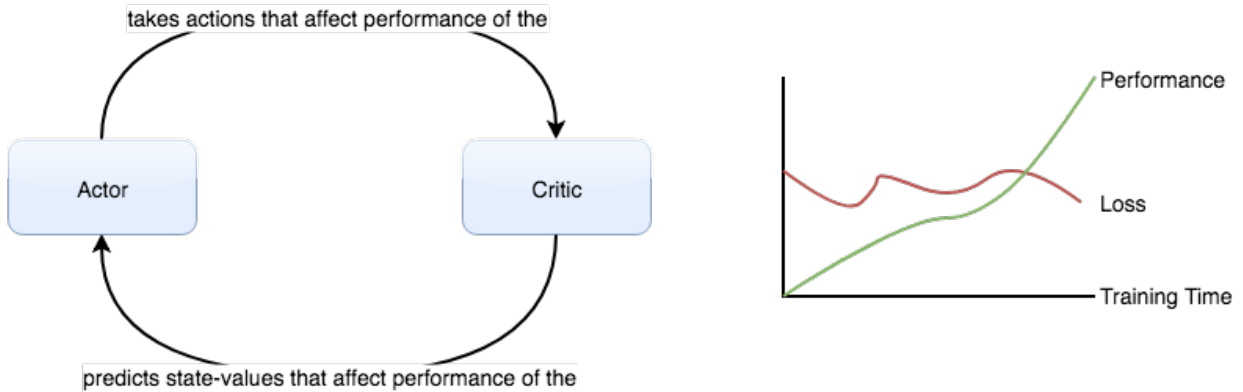 takes actions that affect performance of the
Actor
Critic
predicts state-values that affect performance of the
Performance
Loss
Training Time